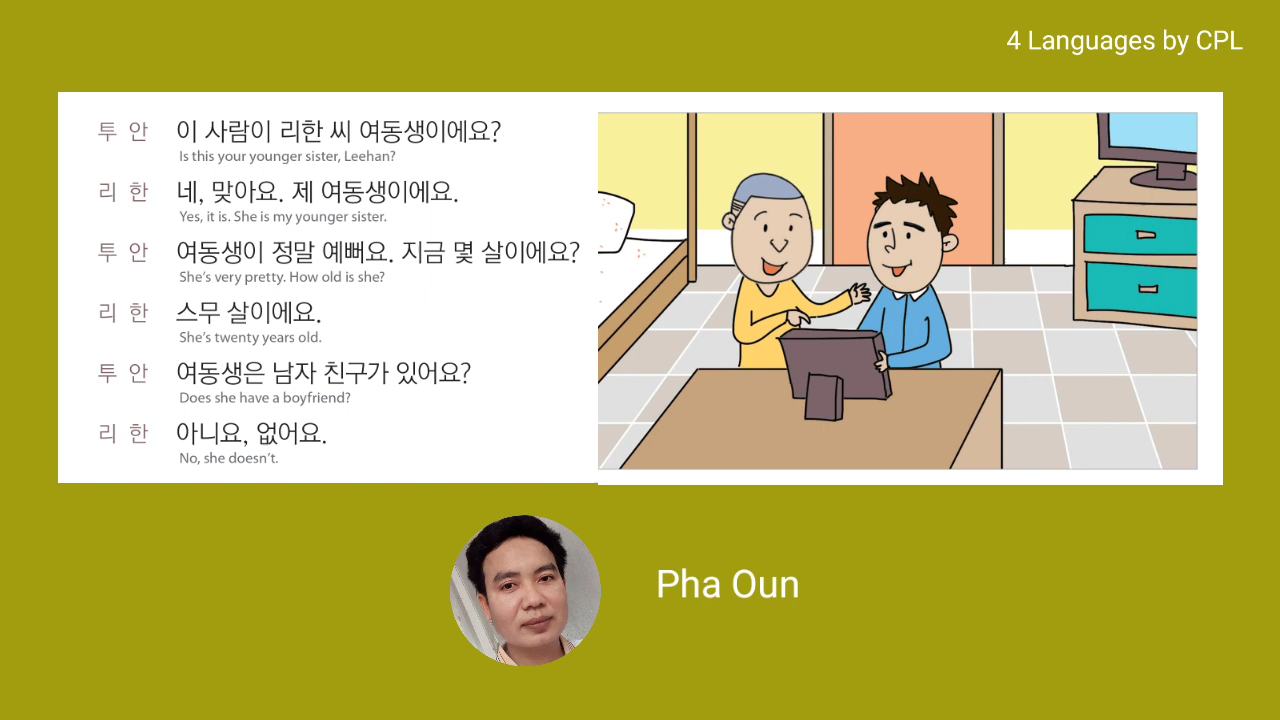 4 Languages by CPL
투 안 이 사람이 리한 씨 여동생이에요?
Is this your younger sister, Leehan?
리 한 네, 맞아요. 제 여동생이에요.
Yes, it is. She is my younger sister.
투 안 여동생이 정말 예뻐요. 지금 몇 살이에요?
She's very pretty. How old is she?
리 한 스무 살이에요.
She's twenty years old.
투 안 여동생은 남자 친구가 있어요?
Does she have a boyfriend?
리 한 아니요, 없어요.
No, she doesn't.
Pha Oun